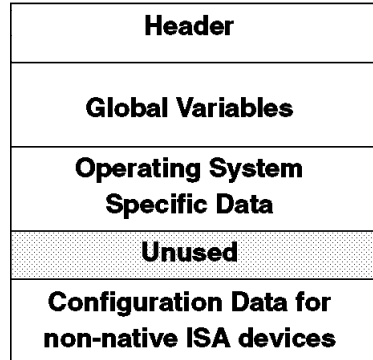 Header
Global Variables
Operating System
Specific Data
Unused
Configuration Data for
non-native ISA devices